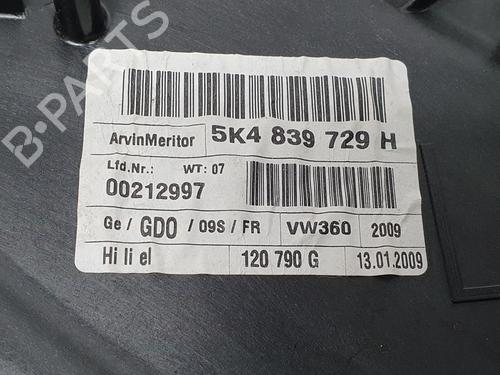 B-PARTS
ArvinMeritor 5K4 839 729 H
Lfd.Nr.: WT: 07
00212997
Ge / GDO / 09S / FR VW360 2009
Hi li el 120 790 G 13.01.2009